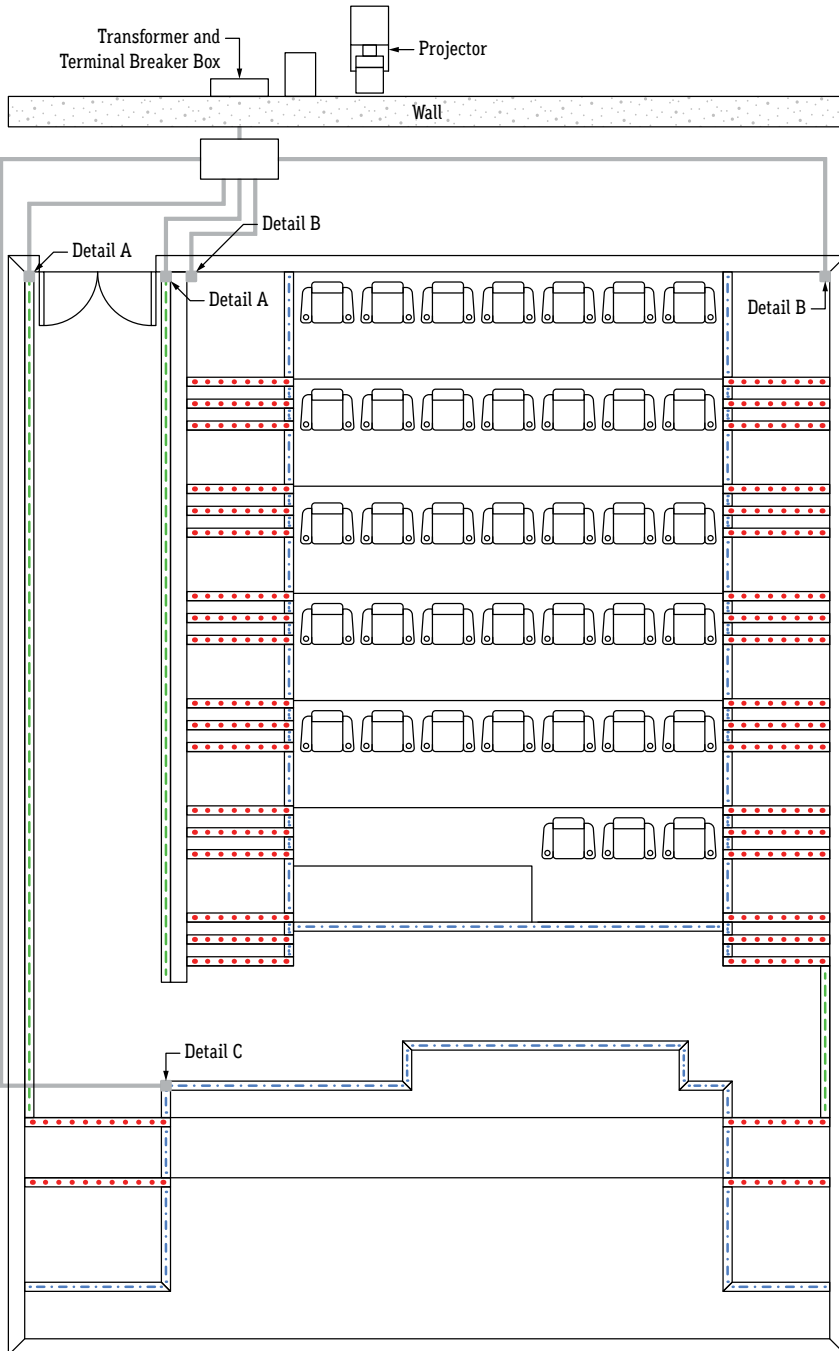 Transformer and
Terminal Breaker Box
Projector
Wall
Detail B
Detail A
Detail A
Detail B
Detail C